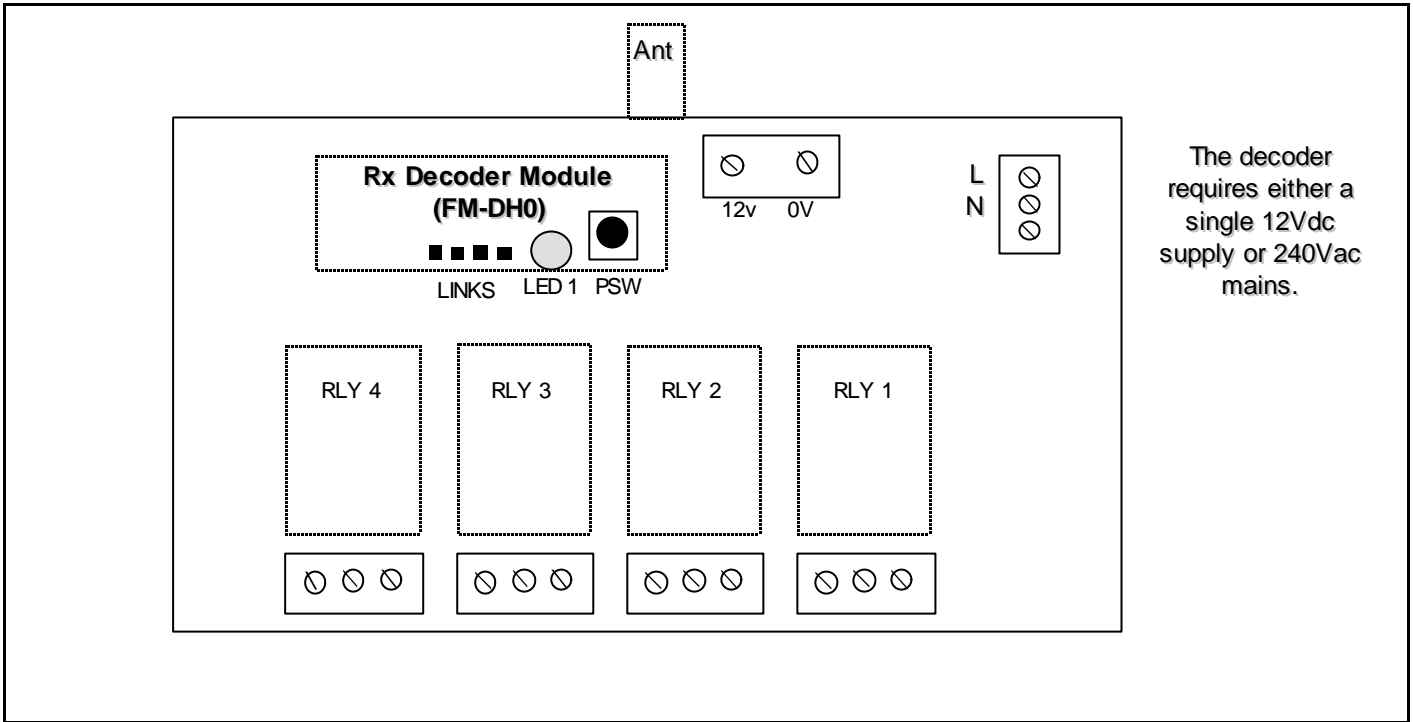 Ant
Rx Decoder Module
(FM-DH0)
LINKS
LED 1
PSW
12v
0V
L
N
The decoder
requires either a
single 12Vdc
supply or 240Vac
mains.
RLY 4
RLY 3
RLY 2
RLY 1